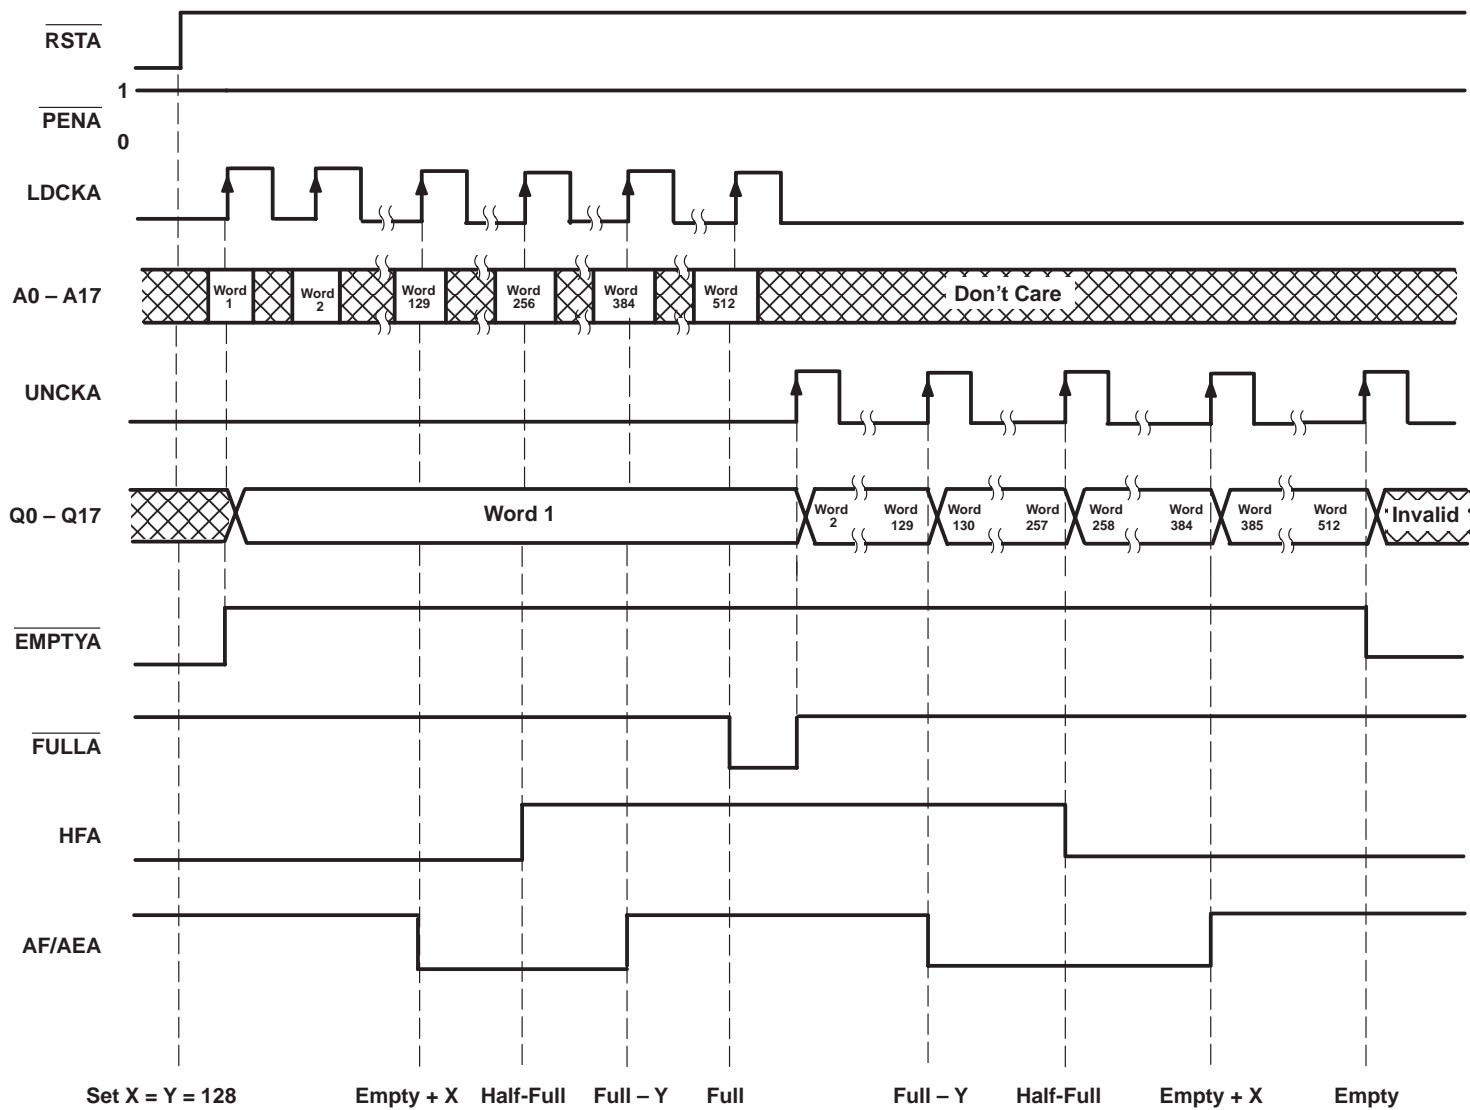 RSTA
1
PENA
0
LDCKA
A0 – A17
Word 1
Word 2
Word 129
Word 256
Word 384
Word 512
Don't Care
UNCKA
Q0 – Q17
Word 1
Word 2
Word 129
Word 130
Word 257
Word 258
Word 384
Word 385
Word 512
Invalid
EMPTYA
FULLA
HFA
AF/AEA
Set X = Y = 128
Empty + X
Half-Full
Full – Y
Full
Full – Y
Half-Full
Empty + X
Empty